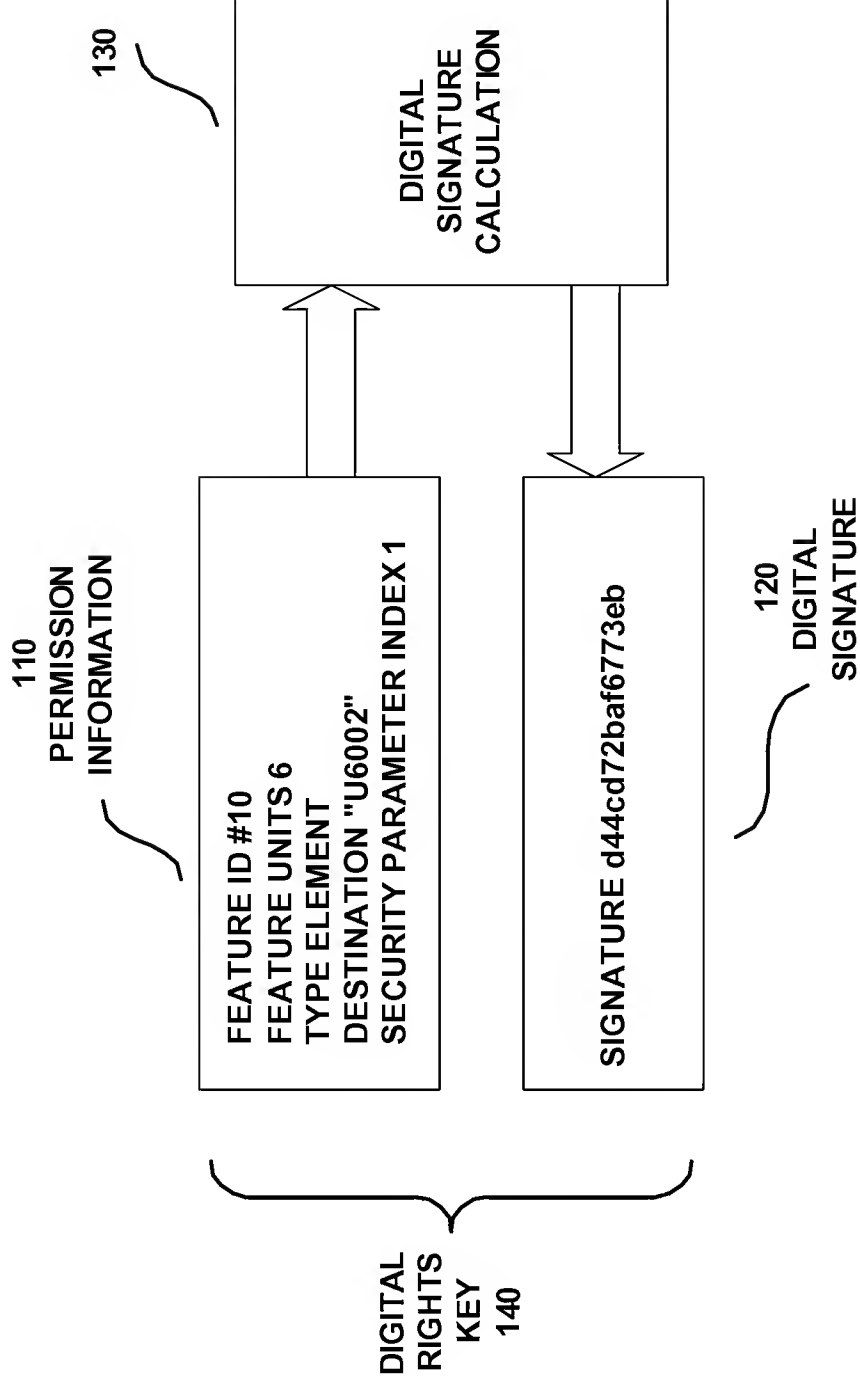 110
PERMISSION
INFORMATION
130
FEATURE ID #10
FEATURE UNITS 6
TYPE ELEMENT
DESTINATION "U6002"
SECURITY PARAMETER INDEX 1
DIGITAL
SIGNATURE
CALCULATION
DIGITAL
RIGHTS
KEY
140
SIGNATURE d44cd72baf6773eb
120
DIGITAL
SIGNATURE